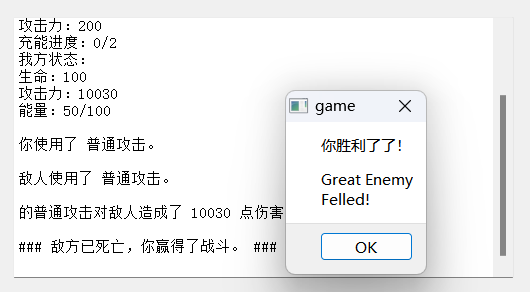 攻击力：200
充能进度：0/2
我方状态：
生命：100
攻击力：10030
能量：50/100
你使用了 普通攻击。
敌人使用了 普通攻击。
的普通攻击对敌人造成了 10030 点伤害
### 敌方已死亡，你赢得了战斗。 ###
game
你胜利了了！
Great Enemy
Felled!
OK